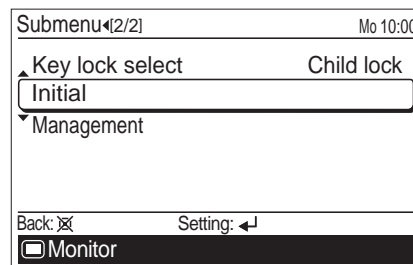 Submenu◂[2/2] Mo 10:00
Key lock select Child lock
Initial
Management
Back: Setting: ↵
Monitor